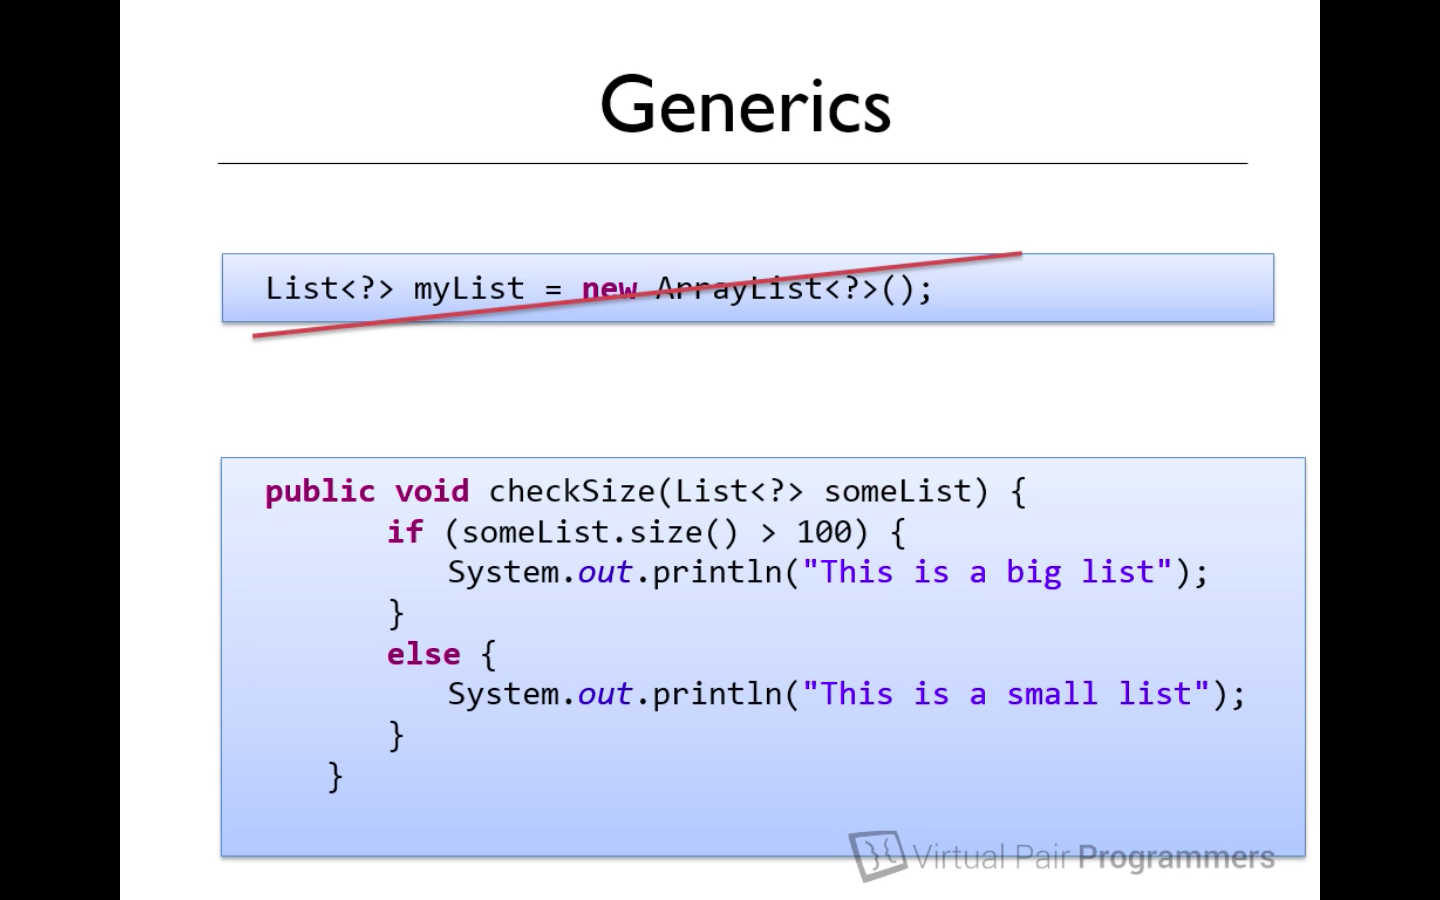 Generics
List<?> myList = new ArrayList<?>();
public void checkSize(List<?> someList) {
if (someList.size() > 100) {
System.out.println("This is a big list");
}
else {
System.out.println("This is a small list");
}
}
Virtual Pair Programmers